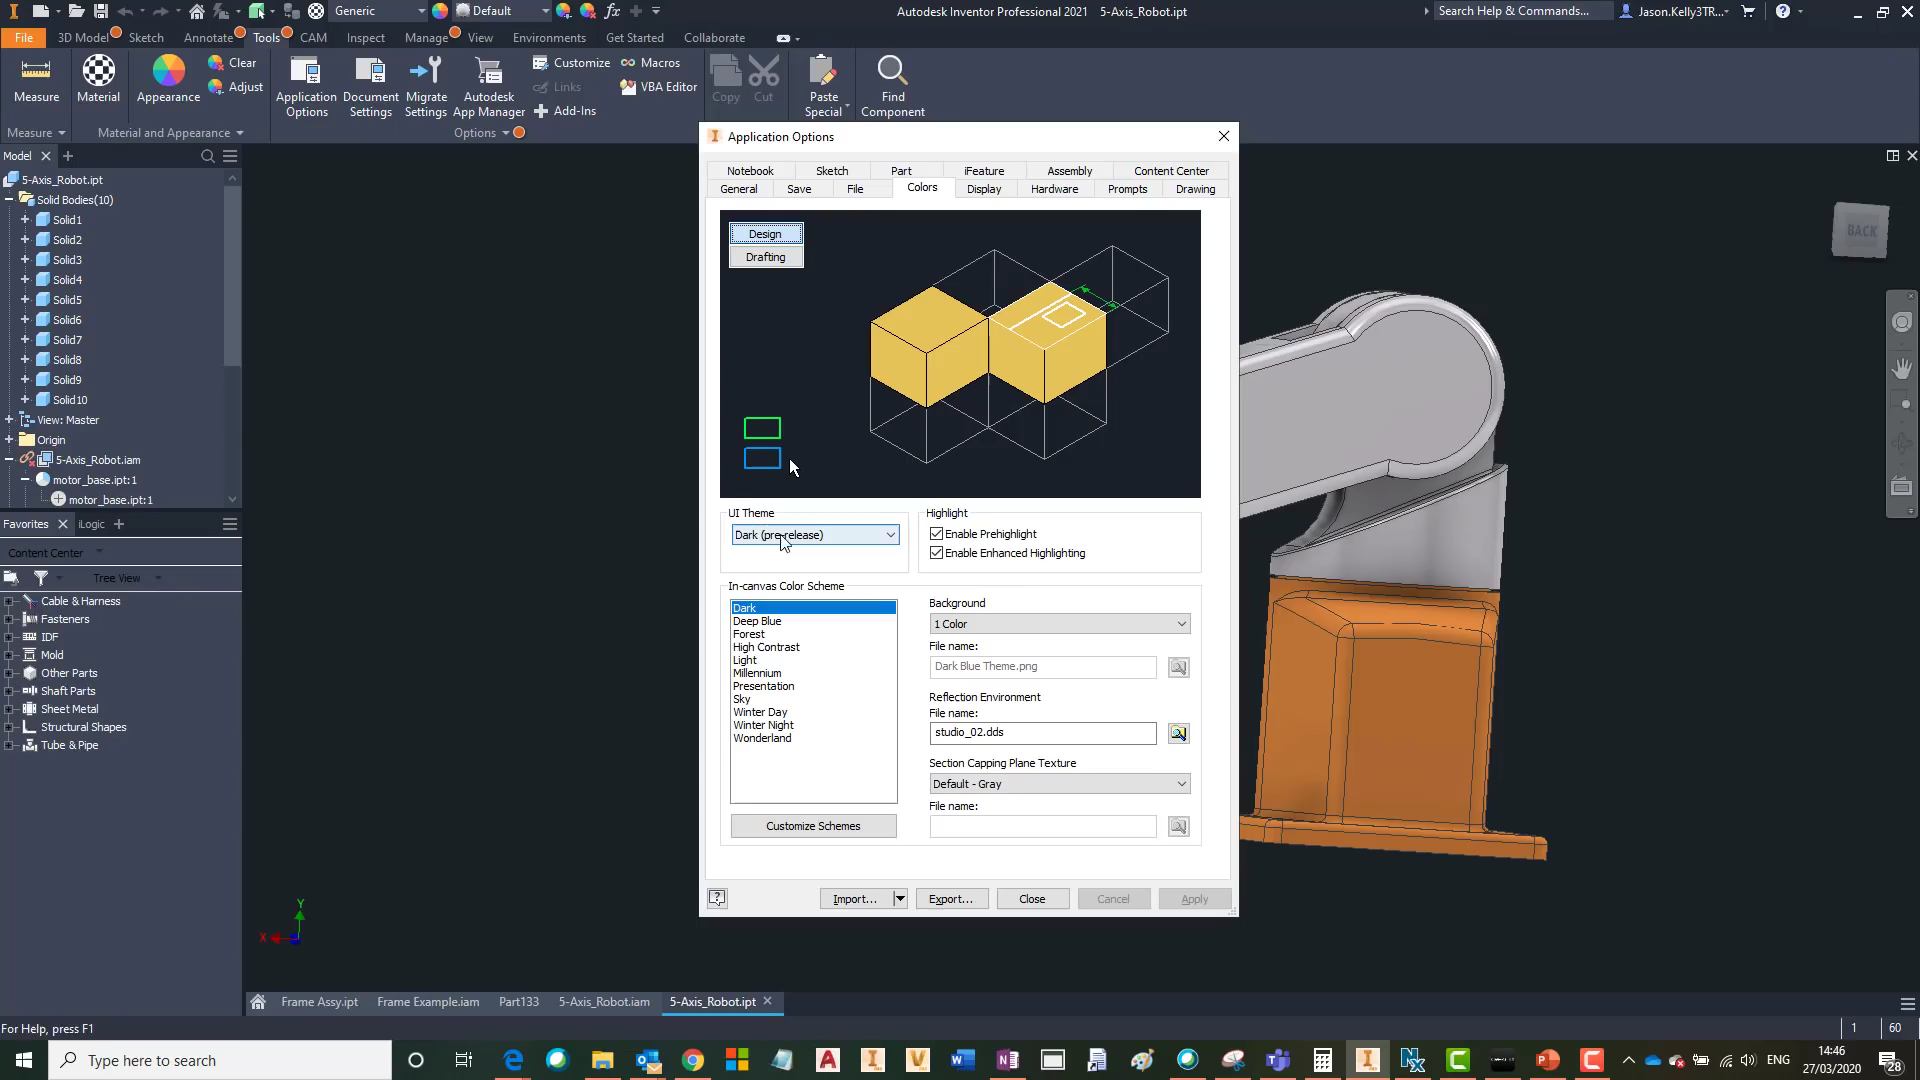 Generic
Default
Autodesk Inventor Professional 2021 5-Axis_Robot.ipt
Search Help & Commands...
Jason.Kelly3TR...
File
3D Model
Sketch
Annotate
Tools
CAM
Inspect
Manage
View
Environments
Get Started
Collaborate
Measure
Material
Appearance
Clear
Adjust
Application Options
Document Settings
Migrate Settings
Autodesk App Manager
Customize
Links
Add-Ins
Macros
VBA Editor
Copy
Cut
Paste Special
Find Component
Measure
Material and Appearance
Options
Model
5-Axis_Robot.ipt
Solid Bodies(10)
Solid1
Solid2
Solid3
Solid4
Solid5
Solid6
Solid7
Solid8
Solid9
Solid10
View: Master
Origin
5-Axis_Robot.iam
motor_base.ipt:1
motor_base.ipt:1
Favorites
iLogic
Content Center
Tree View
Cable & Harness
Fasteners
IDF
Mold
Other Parts
Shaft Parts
Sheet Metal
Structural Shapes
Tube & Pipe
Application Options
Notebook
Sketch
Part
iFeature
Assembly
Content Center
General
Save
File
Colors
Display
Hardware
Prompts
Drawing
Design
Drafting
UI Theme
Dark (pre-release)
Highlight
Enable Prehighlight
Enable Enhanced Highlighting
In-canvas Color Scheme
Dark
Deep Blue
Forest
High Contrast
Light
Millennium
Presentation
Sky
Winter Day
Winter Night
Wonderland
Customize Schemes
Background
1 Color
File name:
Dark Blue Theme.png
Reflection Environment
File name:
studio_02.dds
Section Capping Plane Texture
Default - Gray
File name:
Import...
Export...
Close
Cancel
Apply
BACK
Y
X
Frame Assy.ipt
Frame Example.iam
Part133
5-Axis_Robot.iam
5-Axis_Robot.ipt
For Help, press F1
1
60
Type here to search
ENG
14:46
27/03/2020
28